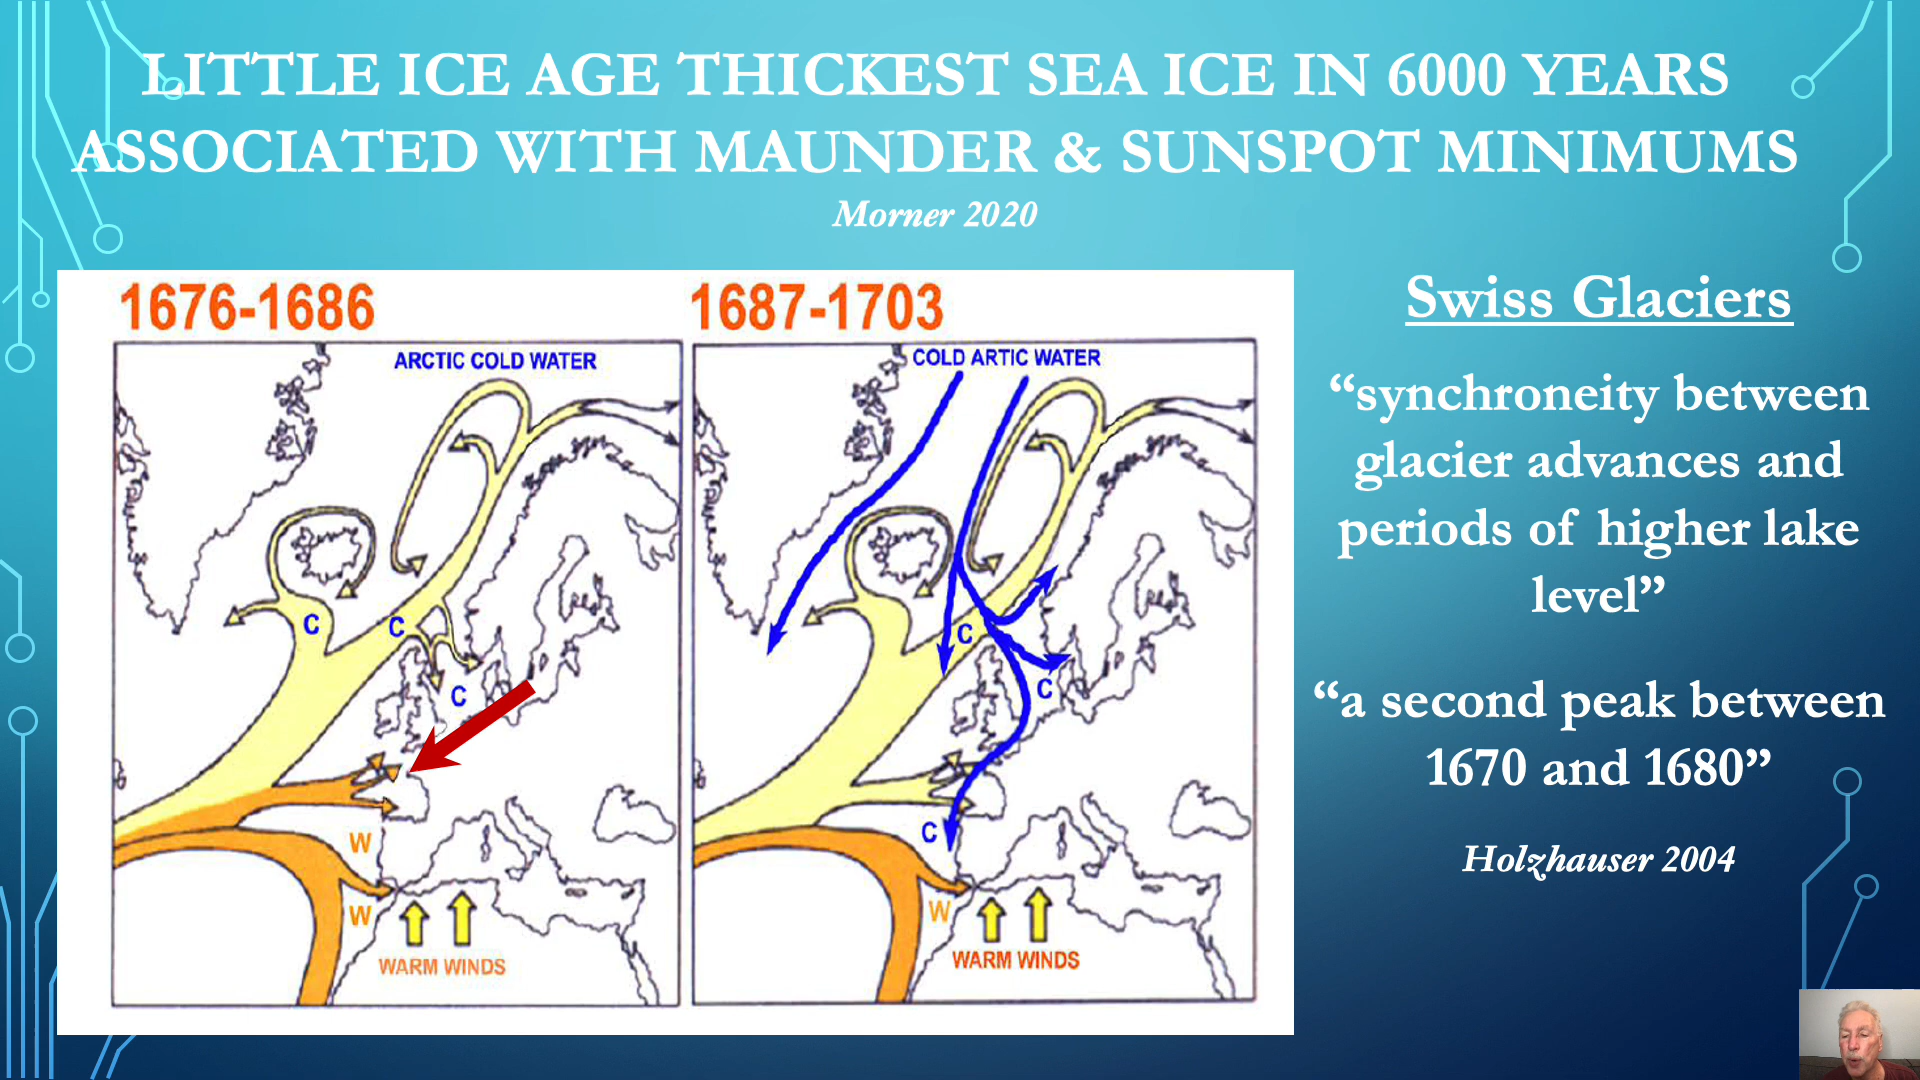 LITTLE ICE AGE THICKEST SEA ICE IN 6000 YEARS
ASSOCIATED WITH MAUNDER & SUNSPOT MINIMUMS
Morner 2020
1676-1686
ARCTIC COLD WATER
C
C
C
W
W
WARM WINDS
1687-1703
COLD ARTIC WATER
C
C
C
W
WARM WINDS
Swiss Glaciers
“synchroneity between
glacier advances and
periods of higher lake
level”
“a second peak between
1670 and 1680”
Holzhauser 2004